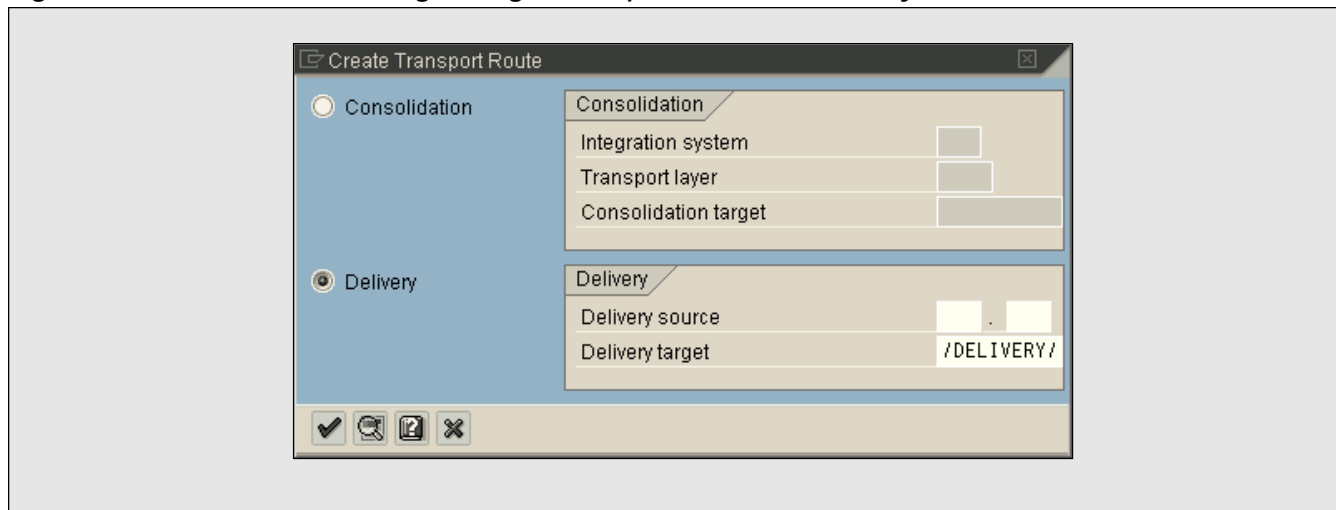 Create Transport Route
Consolidation
Consolidation
Integration system
Transport layer
Consolidation target
Delivery
Delivery
Delivery source .
Delivery target /DELIVERY/